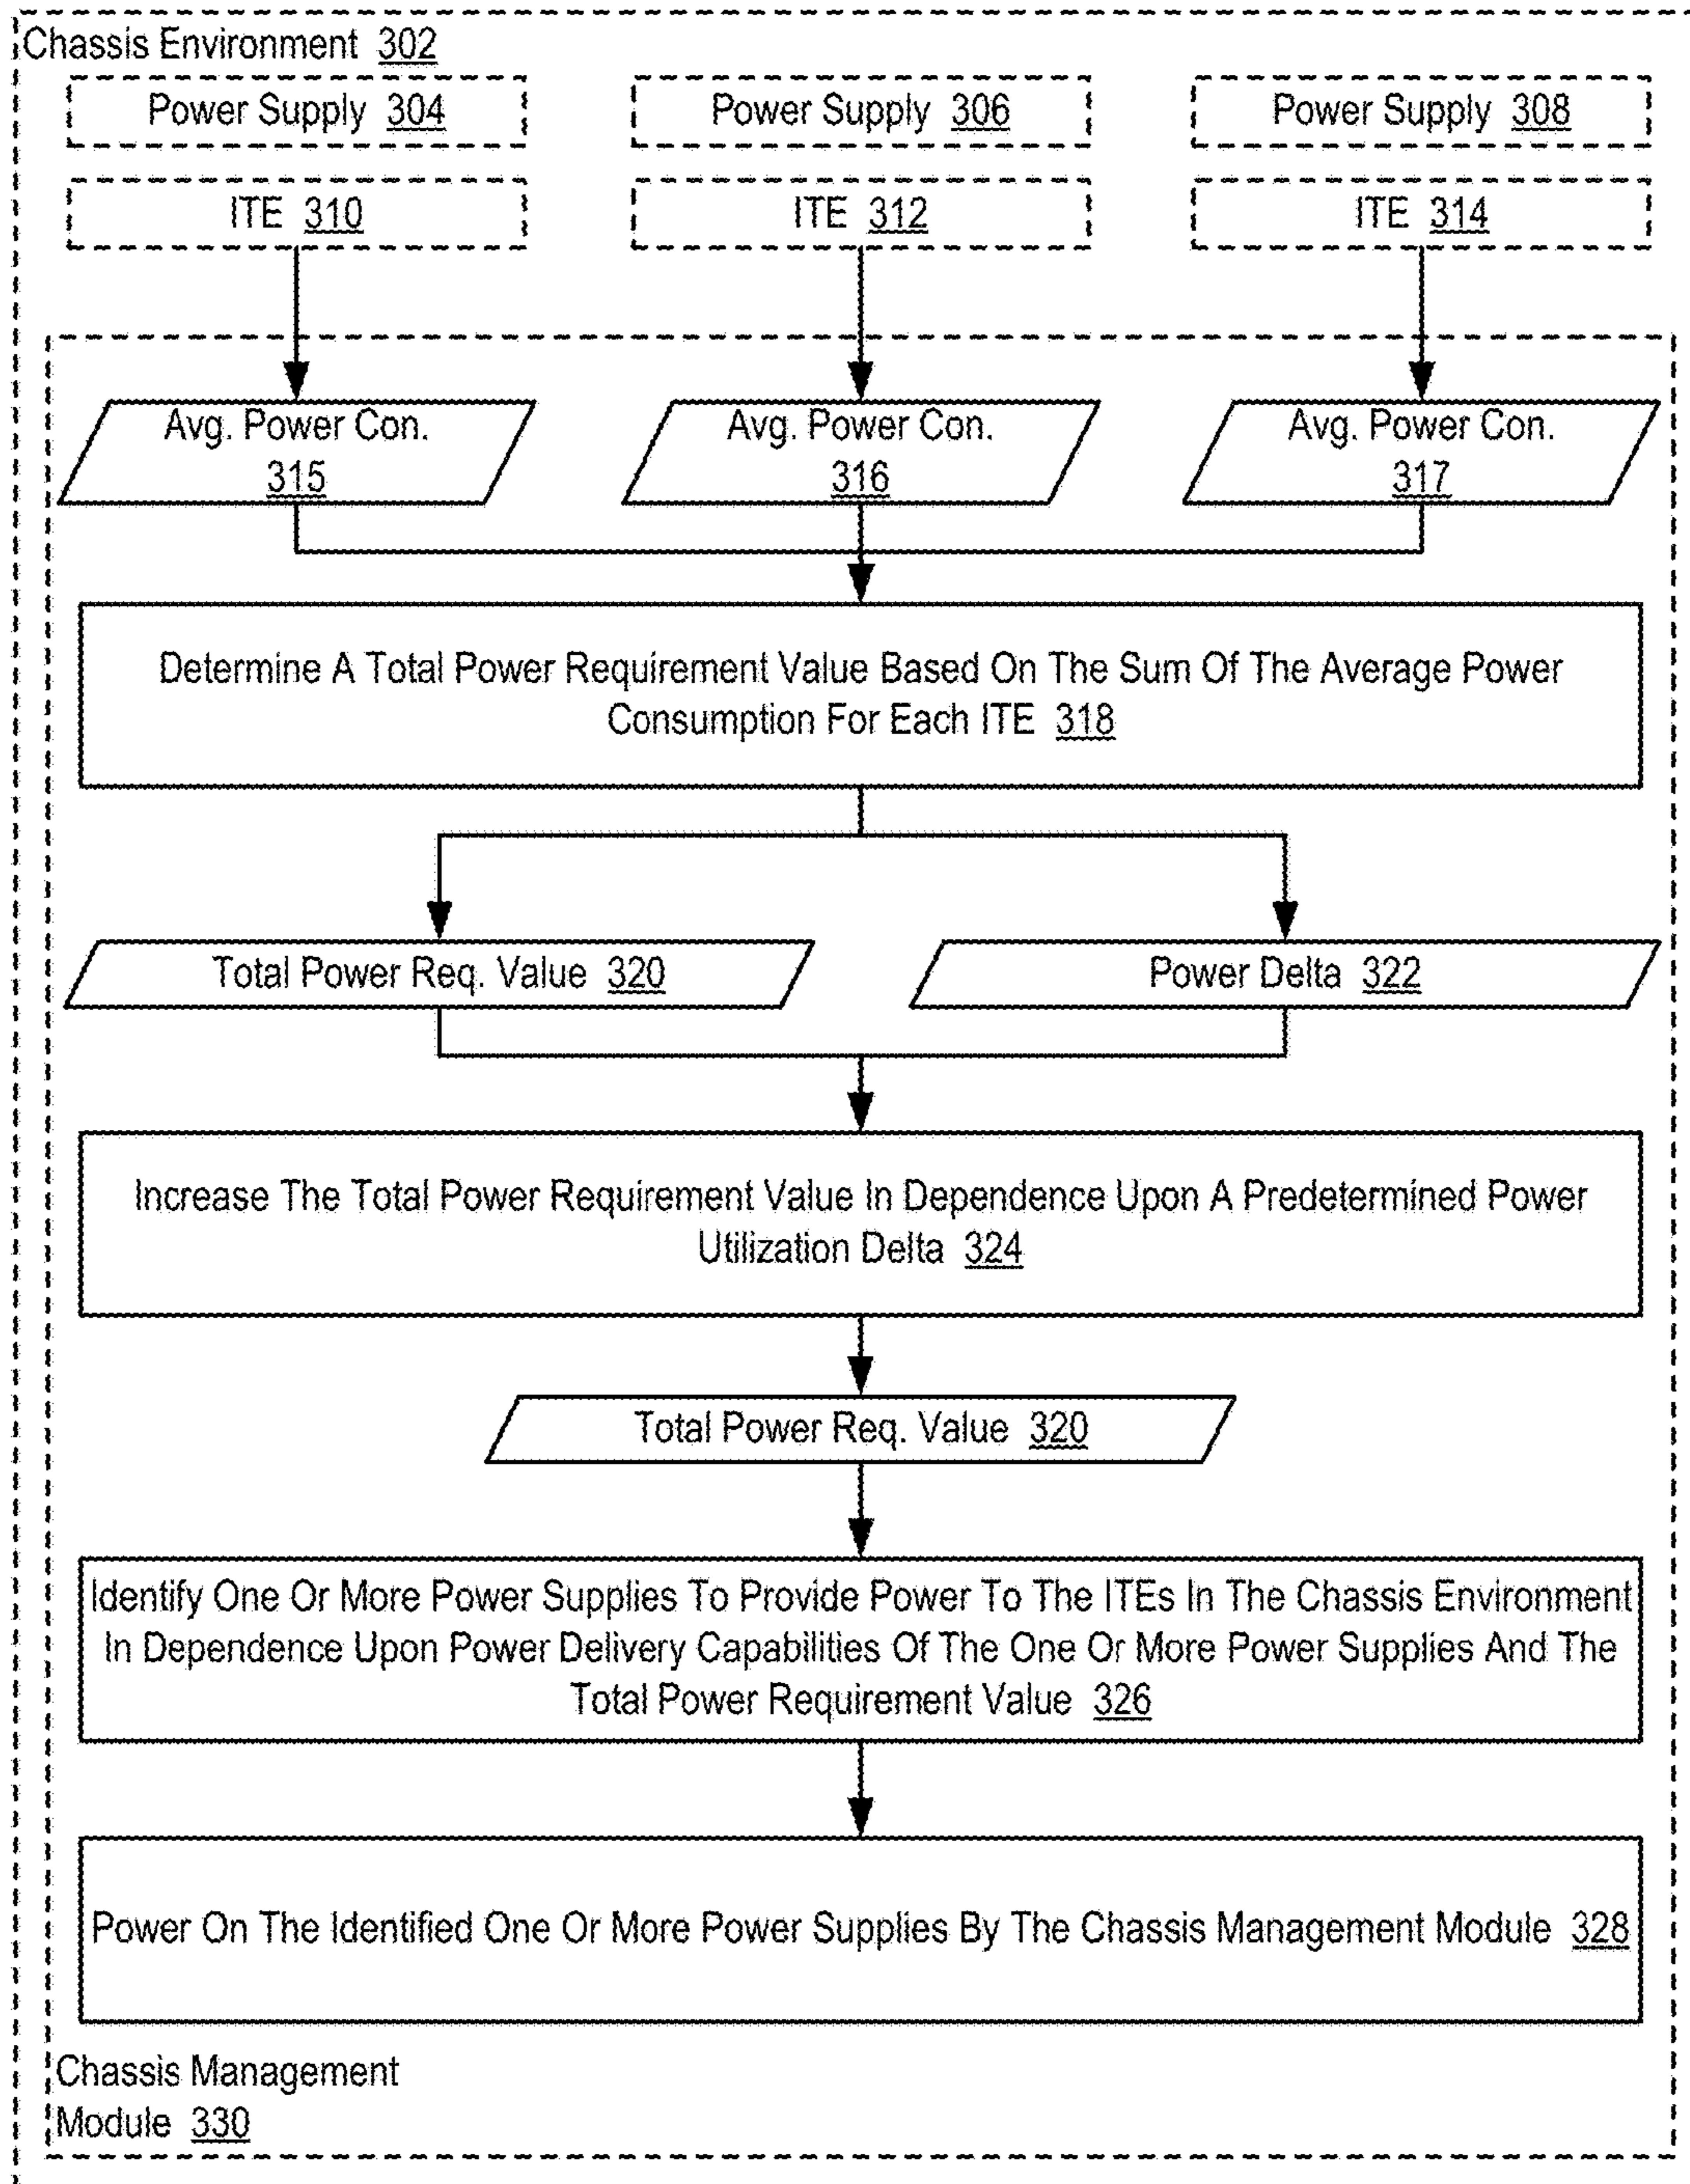 Chassis Environment 302
Power Supply 304
Power Supply 306
Power Supply 308
ITE 310
ITE 312
ITE 314
Avg. Power Con.
315
Avg. Power Con.
316
Avg. Power Con.
317
Determine A Total Power Requirement Value Based On The Sum Of The Average Power
Consumption For Each ITE 318
Total Power Req. Value 320
Power Delta 322
Increase The Total Power Requirement Value In Dependence Upon A Predetermined Power
Utilization Delta 324
Total Power Req. Value 320
Identify One Or More Power Supplies To Provide Power To The ITEs In The Chassis Environment
In Dependence Upon Power Delivery Capabilities Of The One Or More Power Supplies And The
Total Power Requirement Value 326
Power On The Identified One Or More Power Supplies By The Chassis Management Module 328
Chassis Management
Module 330